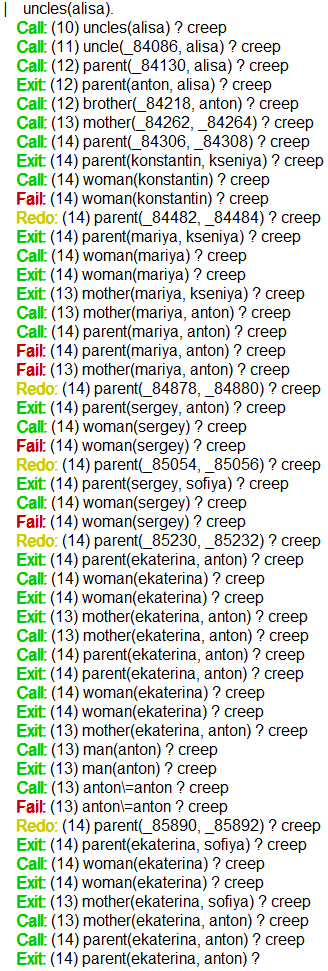 |    uncles(alisa).
Call: (10) uncles(alisa) ? creep
Call: (11) uncle(_84086, alisa) ? creep
Call: (12) parent(_84130, alisa) ? creep
Exit: (12) parent(anton, alisa) ? creep
Call: (12) brother(_84218, anton) ? creep
Call: (13) mother(_84262, _84264) ? creep
Call: (14) parent(_84306, _84308) ? creep
Exit: (14) parent(konstantin, kseniya) ? creep
Call: (14) woman(konstantin) ? creep
Fail: (14) woman(konstantin) ? creep
Redo: (14) parent(_84482, _84484) ? creep
Exit: (14) parent(mariya, kseniya) ? creep
Call: (14) woman(mariya) ? creep
Exit: (14) woman(mariya) ? creep
Exit: (13) mother(mariya, kseniya) ? creep
Call: (13) mother(mariya, anton) ? creep
Call: (14) parent(mariya, anton) ? creep
Fail: (14) parent(mariya, anton) ? creep
Fail: (13) mother(mariya, anton) ? creep
Redo: (14) parent(_84878, _84880) ? creep
Exit: (14) parent(sergey, anton) ? creep
Call: (14) woman(sergey) ? creep
Fail: (14) woman(sergey) ? creep
Redo: (14) parent(_85054, _85056) ? creep
Exit: (14) parent(sergey, sofiya) ? creep
Call: (14) woman(sergey) ? creep
Fail: (14) woman(sergey) ? creep
Redo: (14) parent(_85230, _85232) ? creep
Exit: (14) parent(ekaterina, anton) ? creep
Call: (14) woman(ekaterina) ? creep
Exit: (14) woman(ekaterina) ? creep
Exit: (13) mother(ekaterina, anton) ? creep
Call: (13) mother(ekaterina, anton) ? creep
Call: (14) parent(ekaterina, anton) ? creep
Exit: (14) parent(ekaterina, anton) ? creep
Call: (14) woman(ekaterina) ? creep
Exit: (14) woman(ekaterina) ? creep
Exit: (13) mother(ekaterina, anton) ? creep
Call: (13) man(anton) ? creep
Exit: (13) man(anton) ? creep
Call: (13) anton\=anton ? creep
Fail: (13) anton\=anton ? creep
Redo: (14) parent(_85890, _85892) ? creep
Exit: (14) parent(ekaterina, sofiya) ? creep
Call: (14) woman(ekaterina) ? creep
Exit: (14) woman(ekaterina) ? creep
Exit: (13) mother(ekaterina, sofiya) ? creep
Call: (13) mother(ekaterina, anton) ? creep
Call: (14) parent(ekaterina, anton) ? creep
Exit: (14) parent(ekaterina, anton) ?